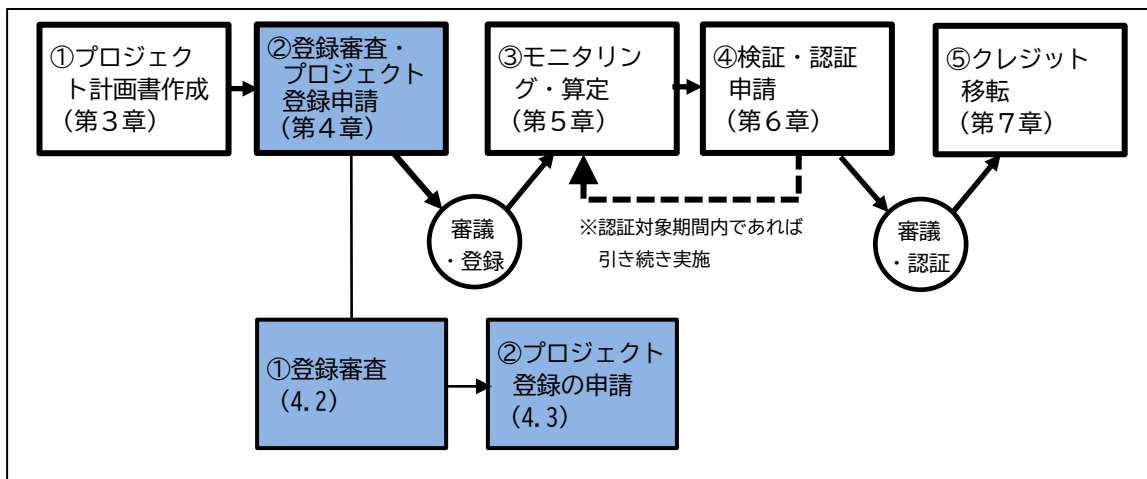 ①プロジェク
ト計画書作成
(第3章)
②登録審査・
プロジェクト
登録申請
(第4章)
③モニタリン
グ・算定
(第5章)
④検証・認証
申請
(第6章)
⑤クレジット
移転
(第7章)
審議
・登録
※認証対象期間内であれば
引き続き実施
審議
・認証
①登録審査
(4.2)
②プロジェクト
登録の申請
(4.3)